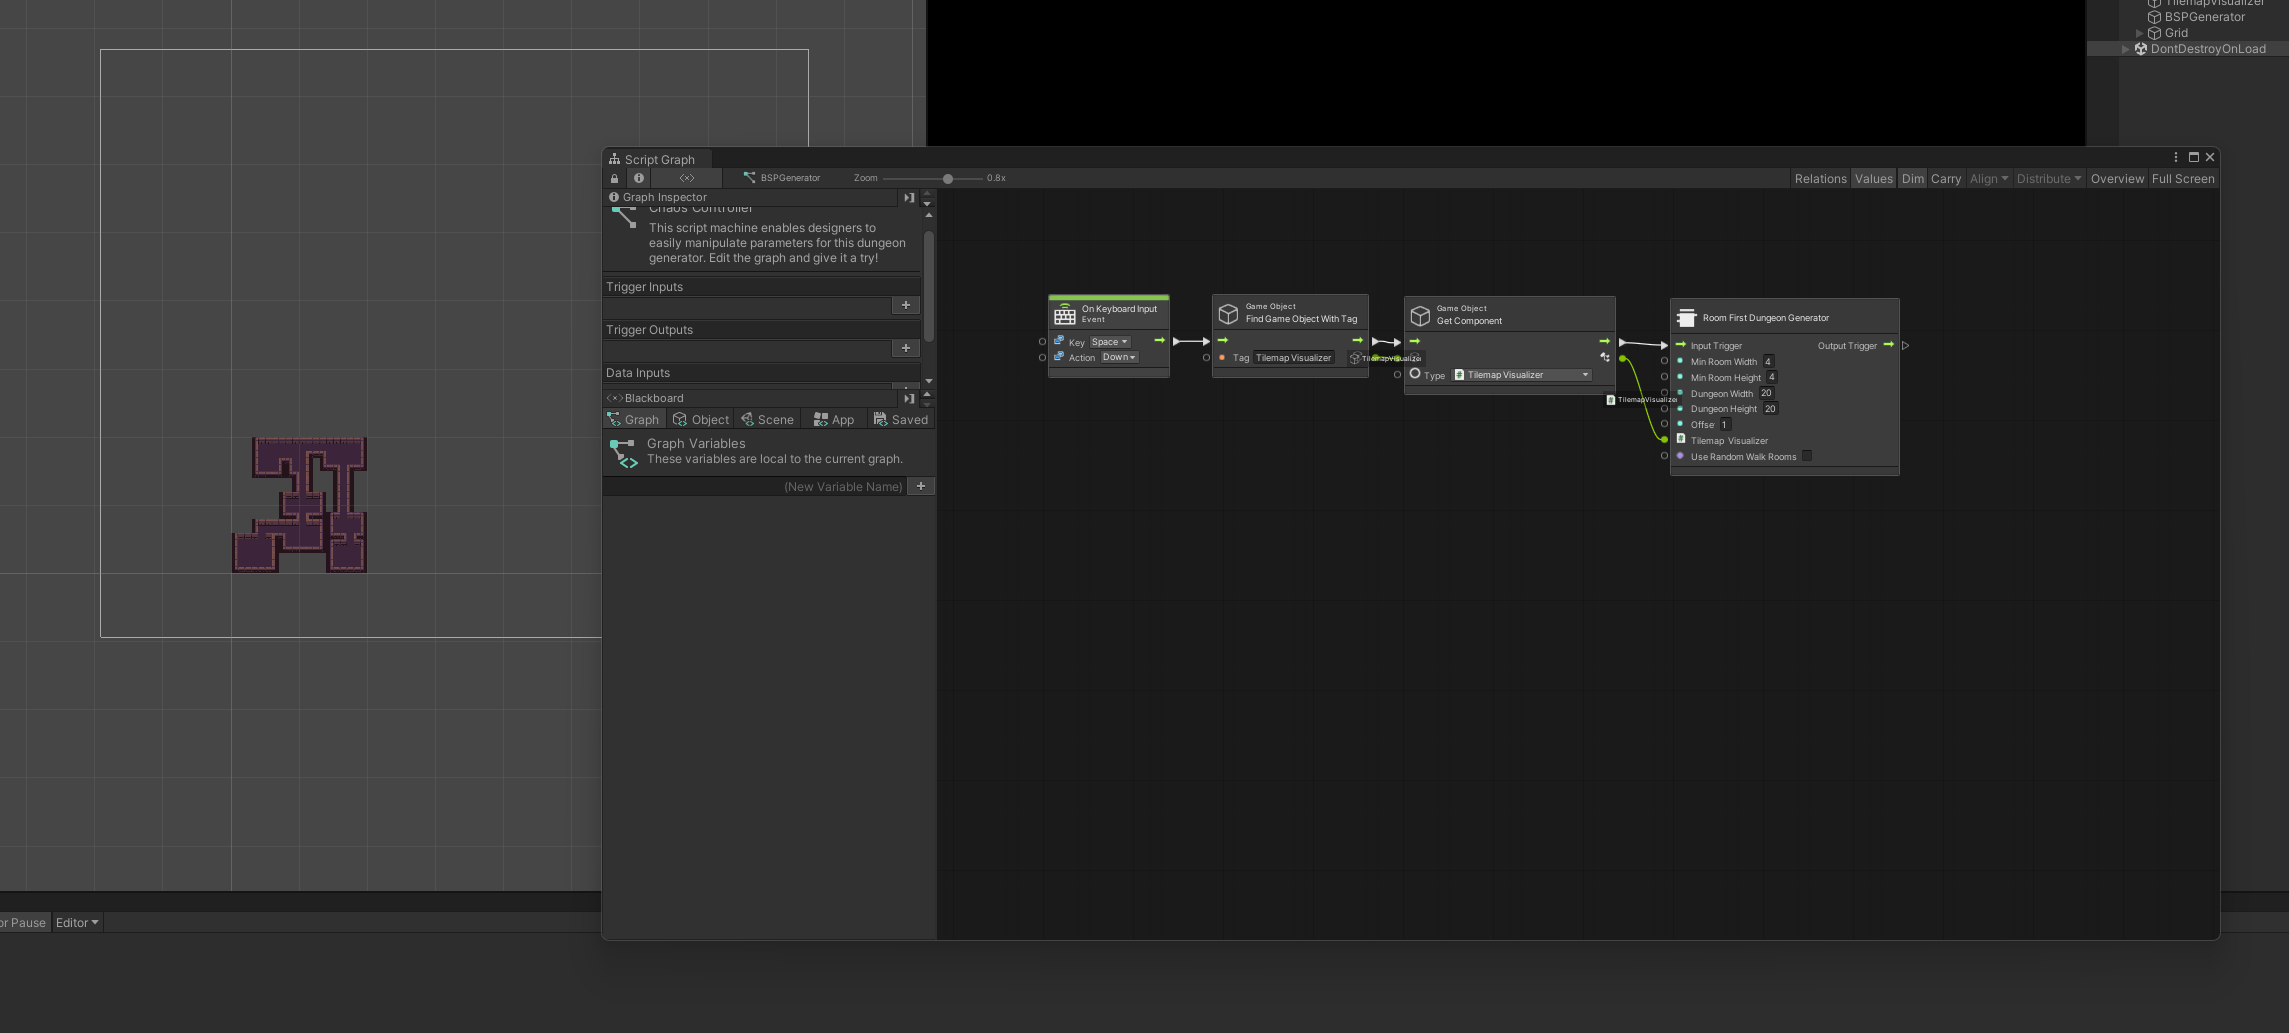 TilemapVisualizer
BSPGenerator
Grid
DontDestroyOnLoad
Script Graph
BSPGenerator
Zoom
0.8x
Relations
Values
Dim
Carry
Align
Distribute
Overview
Full Screen
Graph Inspector
Chaos Controller
This script machine enables designers to
easily manipulate parameters for this dungeon
generator. Edit the graph and give it a try!
Trigger Inputs
Trigger Outputs
Data Inputs
Blackboard
Graph
Object
Scene
App
Saved
Graph Variables
These variables are local to the current graph.
(New Variable Name)
On Keyboard Input
Event
Key Space
Action Down
Game Object
Find Game Object With Tag
Tag Tilemap Visualizer
TilemapVisualizer
Game Object
Get Component
Type Tilemap Visualizer
TilemapVisualizer
Room First Dungeon Generator
Input Trigger
Output Trigger
Min Room Width 4
Min Room Height 4
Dungeon Width 20
Dungeon Height 20
Offse 1
Tilemap Visualizer
Use Random Walk Rooms
or Pause
Editor